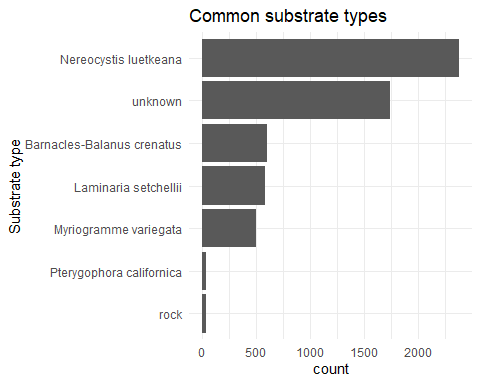 Common substrate types
Substrate type
Nereocystis luetkeana
unknown
Barnacles-Balanus crenatus
Laminaria setchellii
Myriogramme variegata
Pterygophora californica
rock
0 500 1000 1500 2000
count